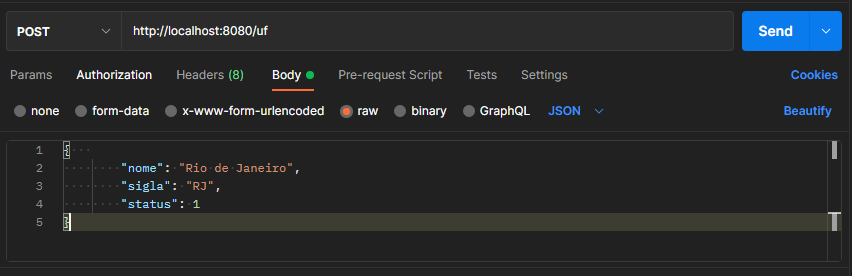 POST http://localhost:8080/uf Send
Params Authorization Headers (8) Body Pre-request Script Tests Settings Cookies
none form-data x-www-form-urlencoded raw binary GraphQL JSON Beautify
1 {
2 "nome": "Rio de Janeiro",
3 "sigla": "RJ",
4 "status": 1
5 }